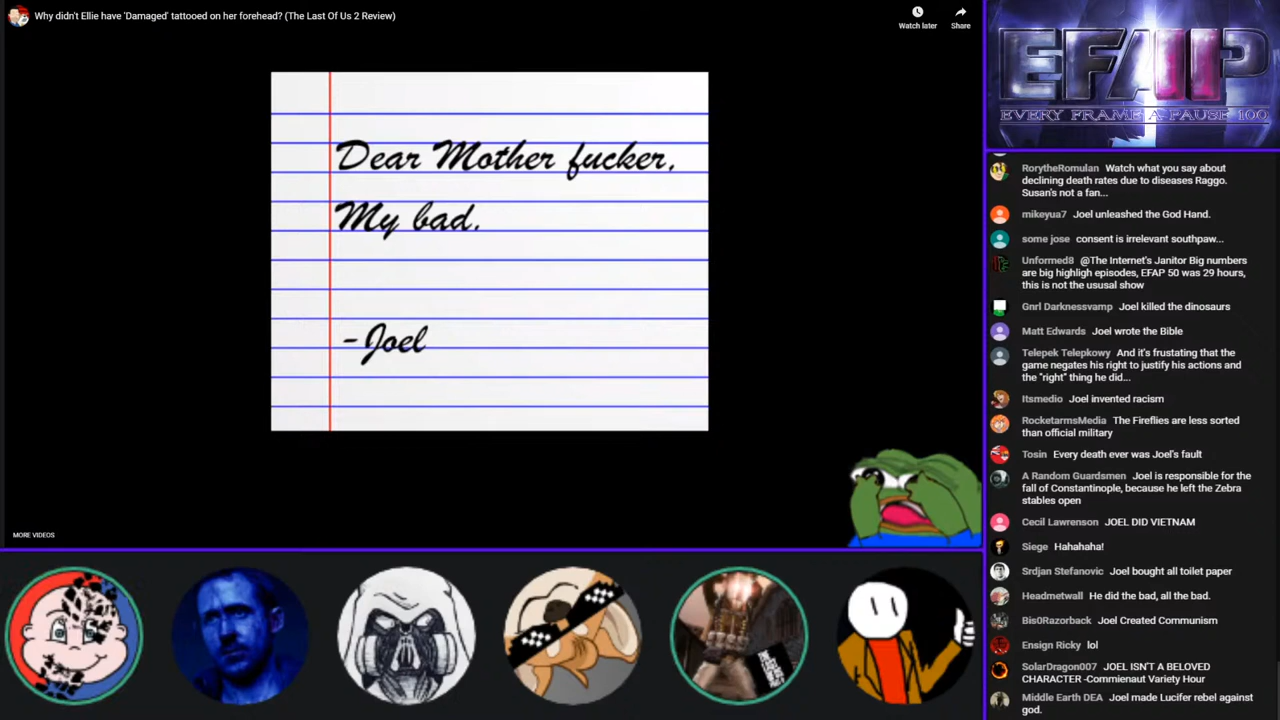 Why didn't Ellie have 'Damaged' tattooed on her forehead? (The Last Of Us 2 Review)
Watch later
Share
Dear Mother fucker,
My bad.
-Joel
MORE VIDEOS
EFAP
EVERY FRAME A PAUSE 100
RorytheRomulan Watch what you say about
declining death rates due to diseases Raggo.
Susan's not a fan...
mikeyua7 Joel unleashed the God Hand.
some jose consent is irrelevant southpaw...
Unformed8 @The Internet's Janitor Big numbers
are big highligh episodes, EFAP 50 was 29 hours,
this is not the ususal show
Gnrl Darknessvamp Joel killed the dinosaurs
Matt Edwards Joel wrote the Bible
Telepek Telepkowy And it's frustating that the
game negates his right to justify his actions and
the "right" thing he did...
Itsmedio Joel invented racism
RocketarmsMedia The Fireflies are less sorted
than official military
Tosin Every death ever was Joel's fault
A Random Guardsmen Joel is responsible for the
fall of Constantinople, because he left the Zebra
stables open
Cecil Lawrenson JOEL DID VIETNAM
Siege Hahahaha!
Srdjan Stefanovic Joel bought all toilet paper
Headmetwall He did the bad, all the bad.
Bis0Razorback Joel Created Communism
Ensign Ricky lol
SolarDragon007 JOEL ISN'T A BELOVED
CHARACTER -Commienaut Variety Hour
Middle Earth DEA Joel made Lucifer rebel against
god.